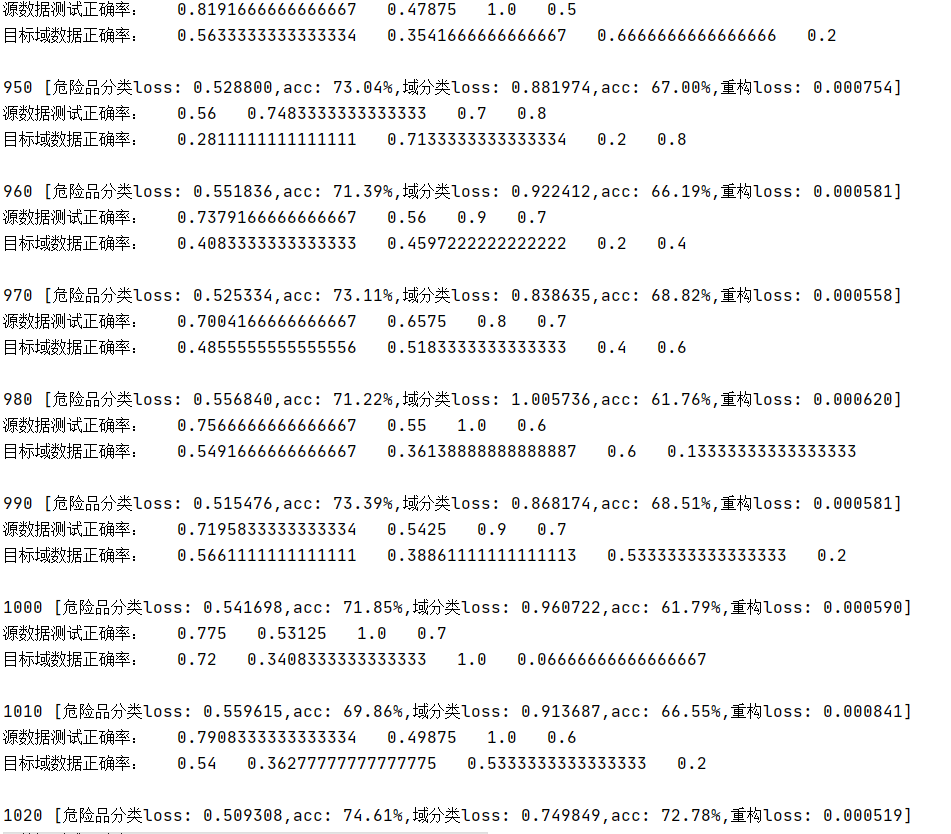 源数据测试正确率： 0.8191666666666667 0.47875 1.0 0.5
目标域数据正确率： 0.5633333333333334 0.3541666666666667 0.6666666666666666 0.2
950 [危险品分类loss: 0.528800,acc: 73.04%,域分类loss: 0.881974,acc: 67.00%,重构loss: 0.000754]
源数据测试正确率： 0.56 0.7483333333333333 0.7 0.8
目标域数据正确率： 0.2811111111111111 0.7133333333333334 0.2 0.8
960 [危险品分类loss: 0.551836,acc: 71.39%,域分类loss: 0.922412,acc: 66.19%,重构loss: 0.000581]
源数据测试正确率： 0.7379166666666667 0.56 0.9 0.7
目标域数据正确率： 0.4083333333333333 0.4597222222222222 0.2 0.4
970 [危险品分类loss: 0.525334,acc: 73.11%,域分类loss: 0.838635,acc: 68.82%,重构loss: 0.000558]
源数据测试正确率： 0.7004166666666667 0.6575 0.8 0.7
目标域数据正确率： 0.4855555555555556 0.5183333333333333 0.4 0.6
980 [危险品分类loss: 0.556840,acc: 71.22%,域分类loss: 1.005736,acc: 61.76%,重构loss: 0.000620]
源数据测试正确率： 0.7566666666666667 0.55 1.0 0.6
目标域数据正确率： 0.5491666666666667 0.36138888888888887 0.6 0.13333333333333333
990 [危险品分类loss: 0.515476,acc: 73.39%,域分类loss: 0.868174,acc: 68.51%,重构loss: 0.000581]
源数据测试正确率： 0.7195833333333334 0.5425 0.9 0.7
目标域数据正确率： 0.5661111111111111 0.38861111111111113 0.5333333333333333 0.2
1000 [危险品分类loss: 0.541698,acc: 71.85%,域分类loss: 0.960722,acc: 61.79%,重构loss: 0.000590]
源数据测试正确率： 0.775 0.53125 1.0 0.7
目标域数据正确率： 0.72 0.3408333333333333 1.0 0.06666666666666667
1010 [危险品分类loss: 0.559615,acc: 69.86%,域分类loss: 0.913687,acc: 66.55%,重构loss: 0.000841]
源数据测试正确率： 0.7908333333333334 0.49875 1.0 0.6
目标域数据正确率： 0.54 0.36277777777777775 0.5333333333333333 0.2
1020 [危险品分类loss: 0.509308,acc: 74.61%,域分类loss: 0.749849,acc: 72.78%,重构loss: 0.000519]